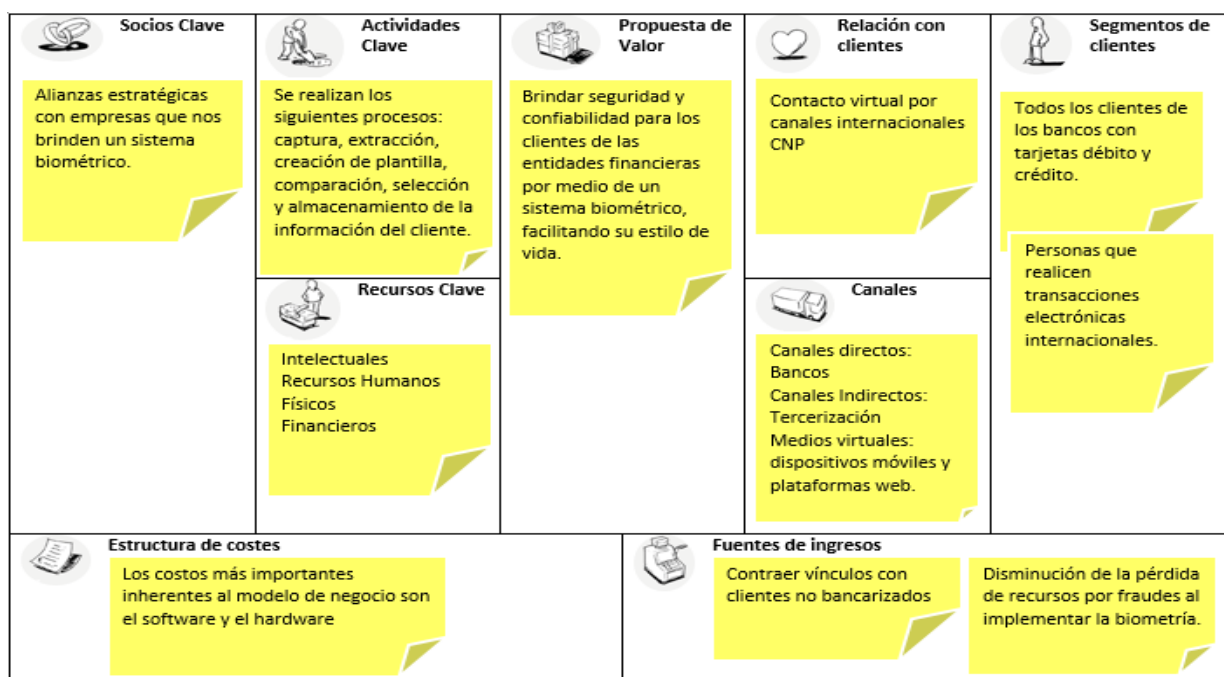 Socios Clave
Alianzas estratégicas
con empresas que nos
brinden un sistema
biométrico.
Actividades
Clave
Se realizan los
siguientes procesos:
captura, extracción,
creación de plantilla,
comparación, selección
y almacenamiento de la
información del cliente.
Recursos Clave
Intelectuales
Recursos Humanos
Físicos
Financieros
Propuesta de
Valor
Brindar seguridad y
confiabilidad para los
clientes de las
entidades financieras
por medio de un
sistema biométrico,
facilitando su estilo de
vida.
Relación con
clientes
Contacto virtual por
canales internacionales
CNP
Canales
Canales directos:
Bancos
Canales Indirectos:
Tercerización
Medios virtuales:
dispositivos móviles y
plataformas web.
Segmentos de
clientes
Todos los clientes de
los bancos con
tarjetas débito y
crédito.
Personas que
realicen
transacciones
electrónicas
internacionales.
Estructura de costes
Los costos más importantes
inherentes al modelo de negocio son
el software y el hardware
Fuentes de ingresos
Contraer vínculos con
clientes no bancarizados
Disminución de la pérdida
de recursos por fraudes al
implementar la biometría.